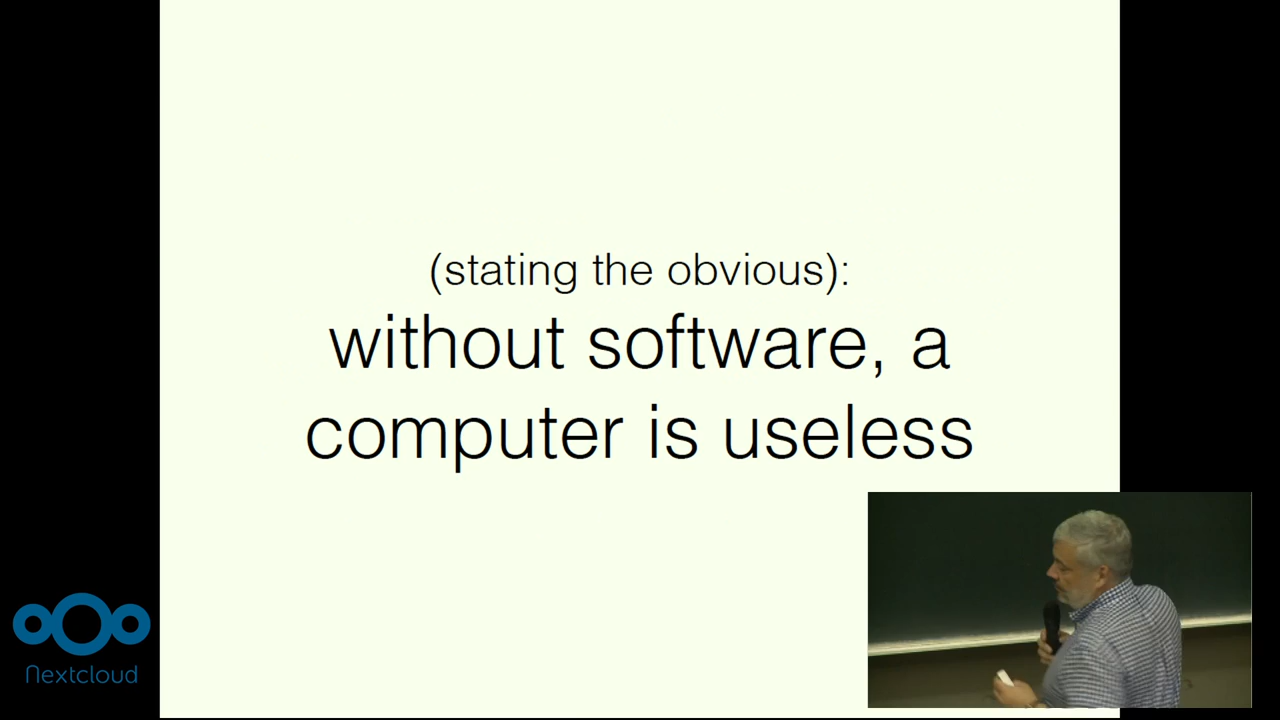 (stating the obvious):
without software, a
computer is useless
Nextcloud